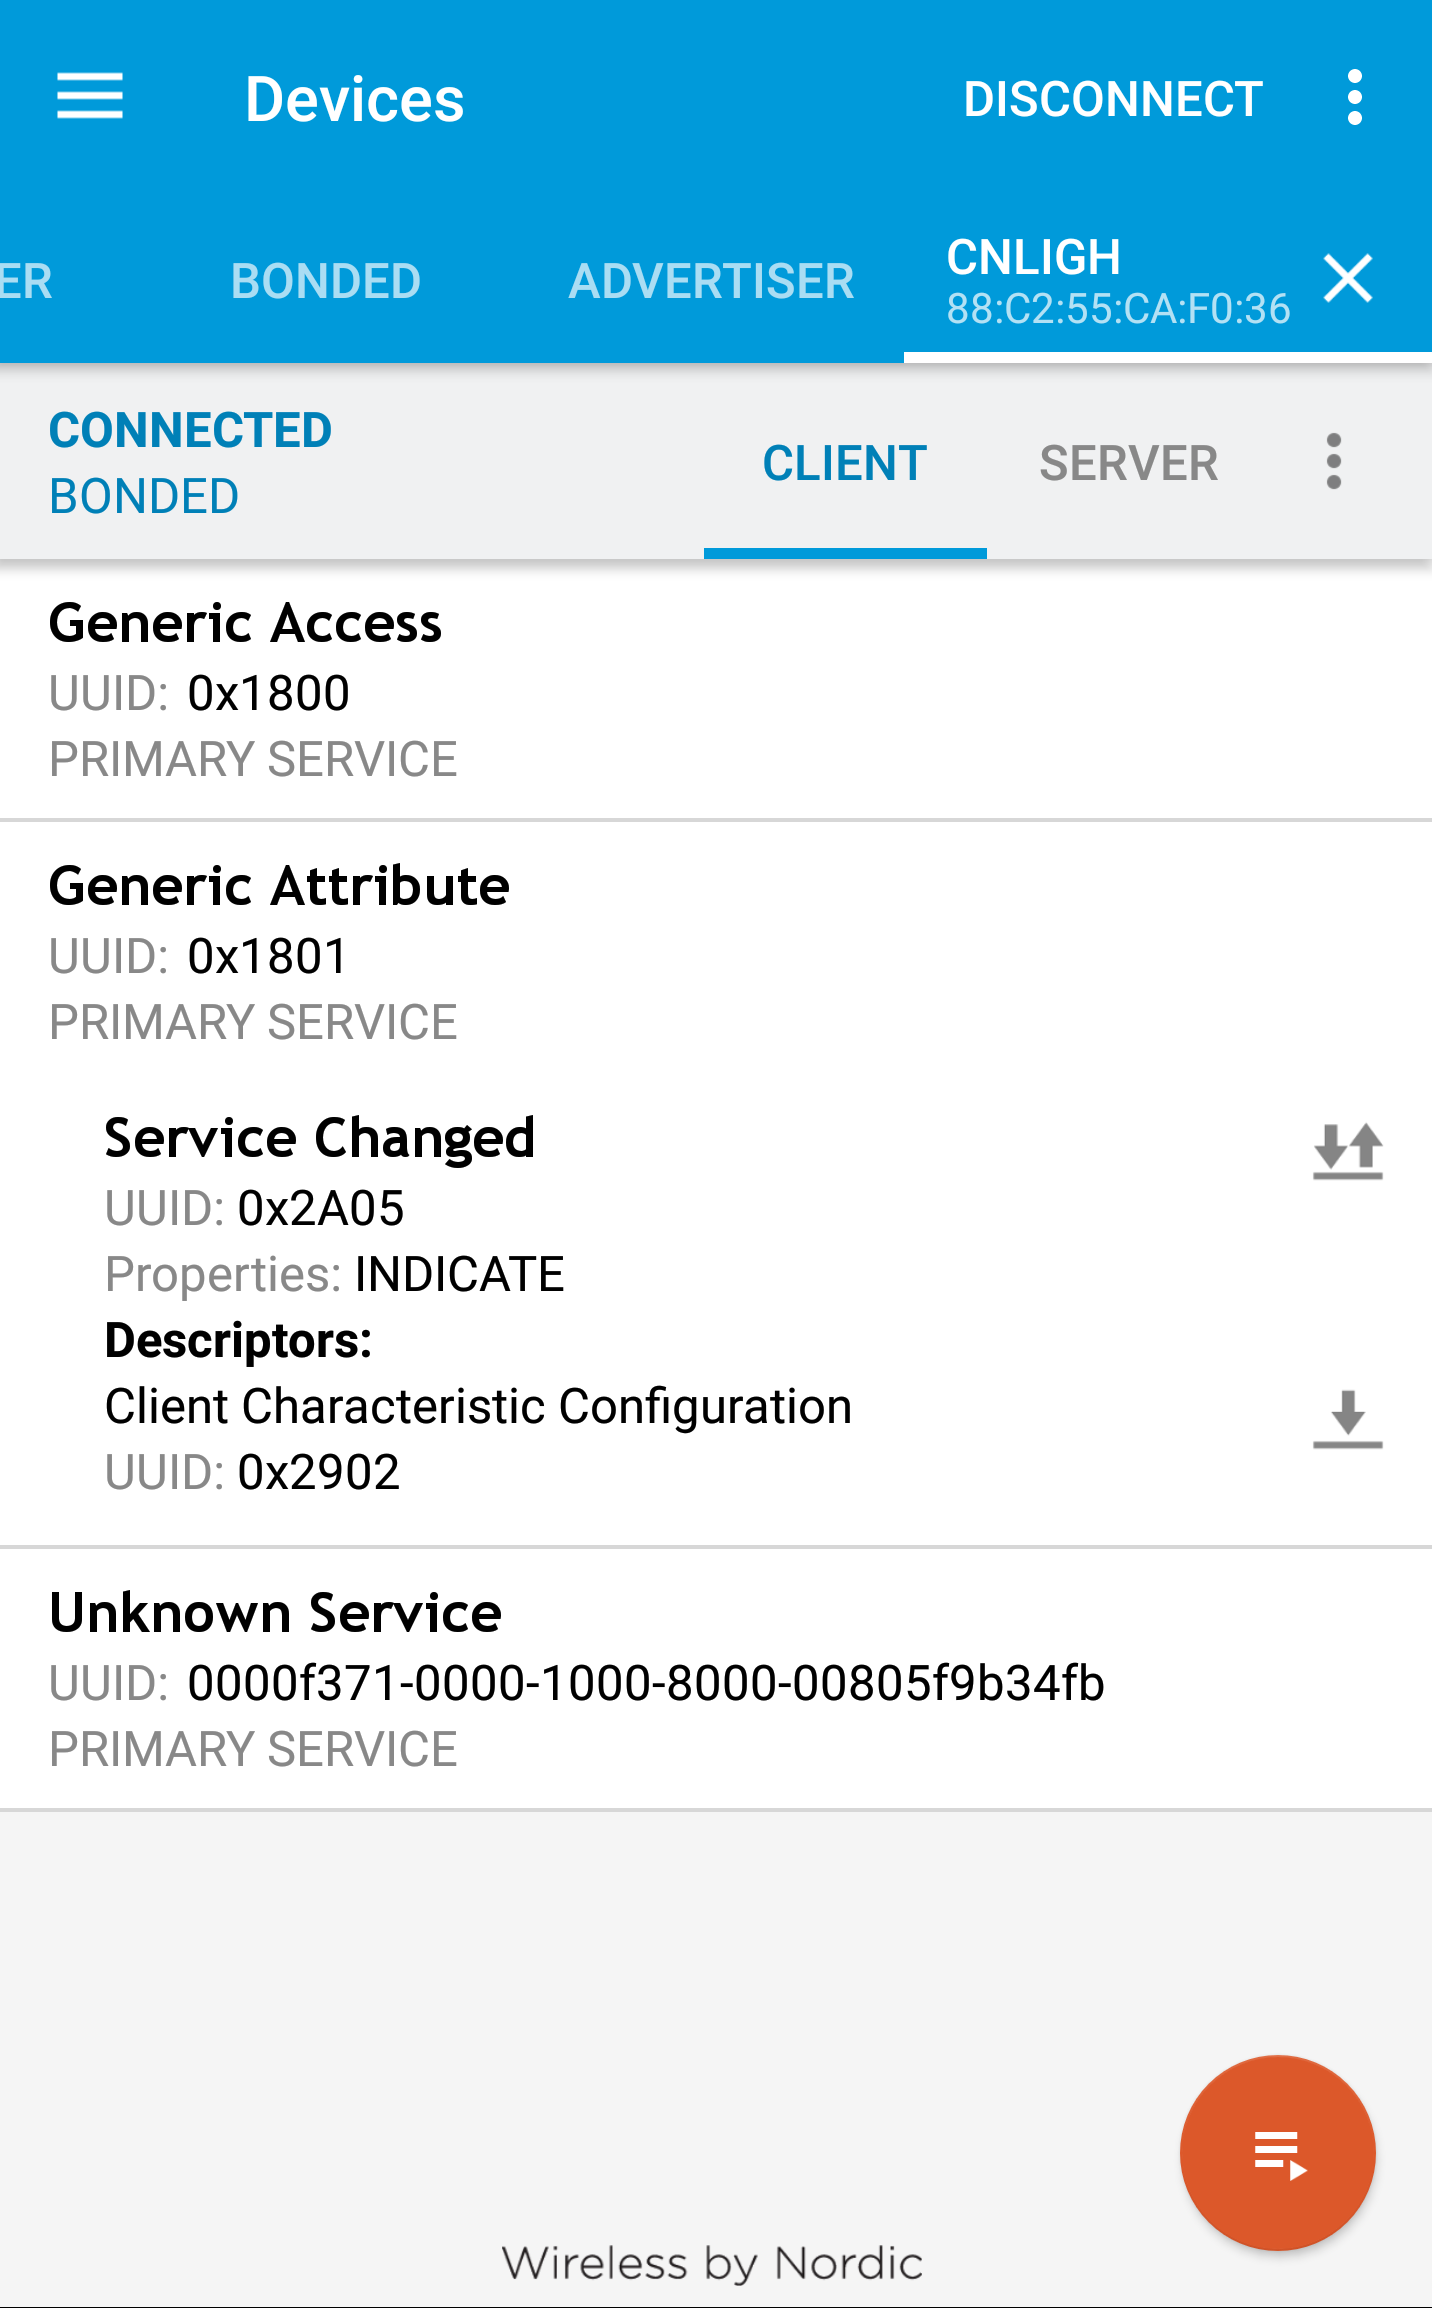 Devices
DISCONNECT
ER
BONDED
ADVERTISER
CNLIGH
88:C2:55:CA:F0:36
CONNECTED
BONDED
CLIENT
SERVER
Generic Access
UUID: 0x1800
PRIMARY SERVICE
Generic Attribute
UUID: 0x1801
PRIMARY SERVICE
Service Changed
UUID: 0x2A05
Properties: INDICATE
Descriptors:
Client Characteristic Configuration
UUID: 0x2902
Unknown Service
UUID: 0000f371-0000-1000-8000-00805f9b34fb
PRIMARY SERVICE
Wireless by Nordic